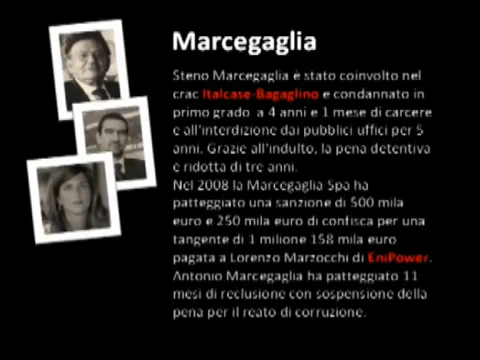 Marcegaglia
Steno Marcegaglia è stato coinvolto nel
crac Italcase-Bagaglino e condannato in
primo grado a 4 anni e 1 mese di carcere
e all'interdizione dai pubblici uffici per 5
anni. Grazie all'indulto, la pena detentiva
è ridotta di tre anni.
Nel 2008 la Marcegaglia Spa ha
patteggiato una sanzione di 500 mila
euro e 250 mila euro di confisca per una
tangente di 1 milione 158 mila euro
pagata a Lorenzo Marzocchi di EniPower.
Antonio Marcegaglia ha patteggiato 11
mesi di reclusione con sospensione della
pena per il reato di corruzione.